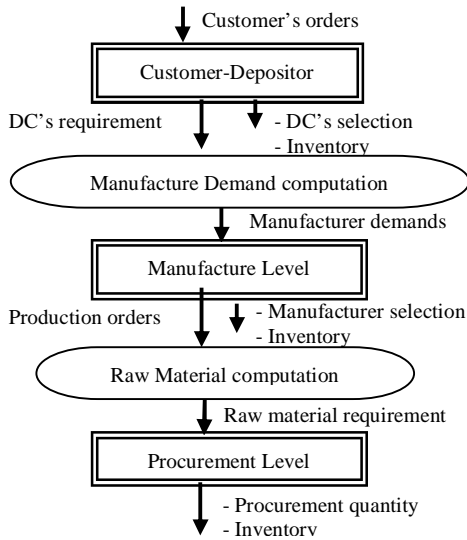 Customer's orders
Customer-Depositor
DC's requirement
- DC's selection
- Inventory
Manufacture Demand computation
Manufacturer demands
Manufacture Level
Production orders
- Manufacturer selection
- Inventory
Raw Material computation
Raw material requirement
Procurement Level
- Procurement quantity
- Inventory